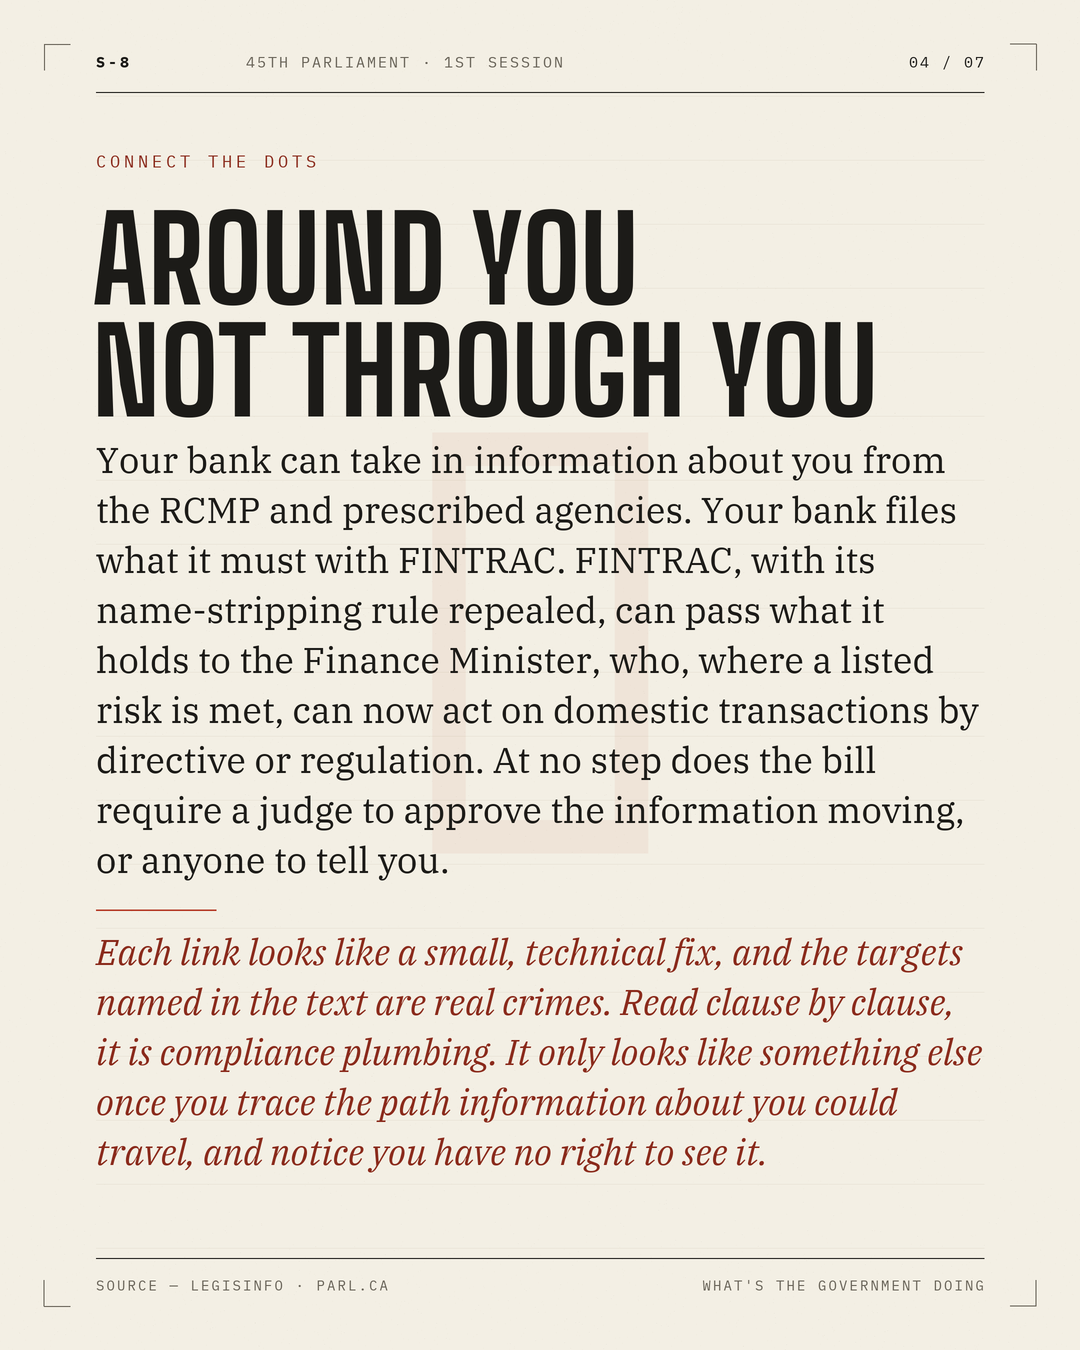 S-8
45TH PARLIAMENT · 1ST SESSION
04 / 07
CONNECT THE DOTS
AROUND YOU
NOT THROUGH YOU
Your bank can take in information about you from
the RCMP and prescribed agencies. Your bank files
what it must with FINTRAC. FINTRAC, with its
name-stripping rule repealed, can pass what it
holds to the Finance Minister, who, where a listed
risk is met, can now act on domestic transactions by
directive or regulation. At no step does the bill
require a judge to approve the information moving,
or anyone to tell you.
Each link looks like a small, technical fix, and the targets
named in the text are real crimes. Read clause by clause,
it is compliance plumbing. It only looks like something else
once you trace the path information about you could
travel, and notice you have no right to see it.
SOURCE — LEGISINFO · PARL.CA
WHAT'S THE GOVERNMENT DOING